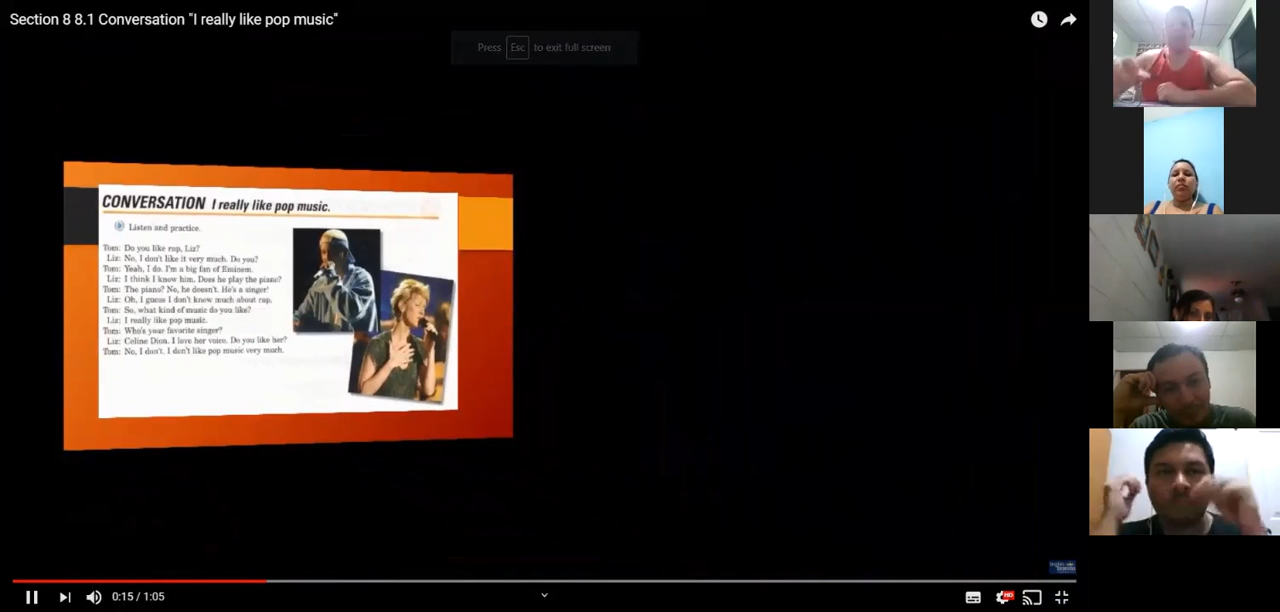 Section 8 8.1 Conversation "I really like pop music"
Press Esc to exit full screen
CONVERSATION I really like pop music.
Listen and practice.
Tom: Do you like rap, Liz?
Liz: No, I don't like it very much. Do you?
Tom: Yeah, I do. I'm a big fan of Eminem.
Liz: I think I know him. Does he play the piano?
Tom: The piano? No, he doesn't. He's a singer!
Liz: Oh, I guess I don't know much about rap.
Tom: So, what kind of music do you like?
Liz: I really like pop music.
Tom: Who's your favorite singer?
Liz: Celine Dion. I love her voice. Do you like her?
Tom: No, I don't. I don't like pop music very much.
0:15 / 1:05
HD